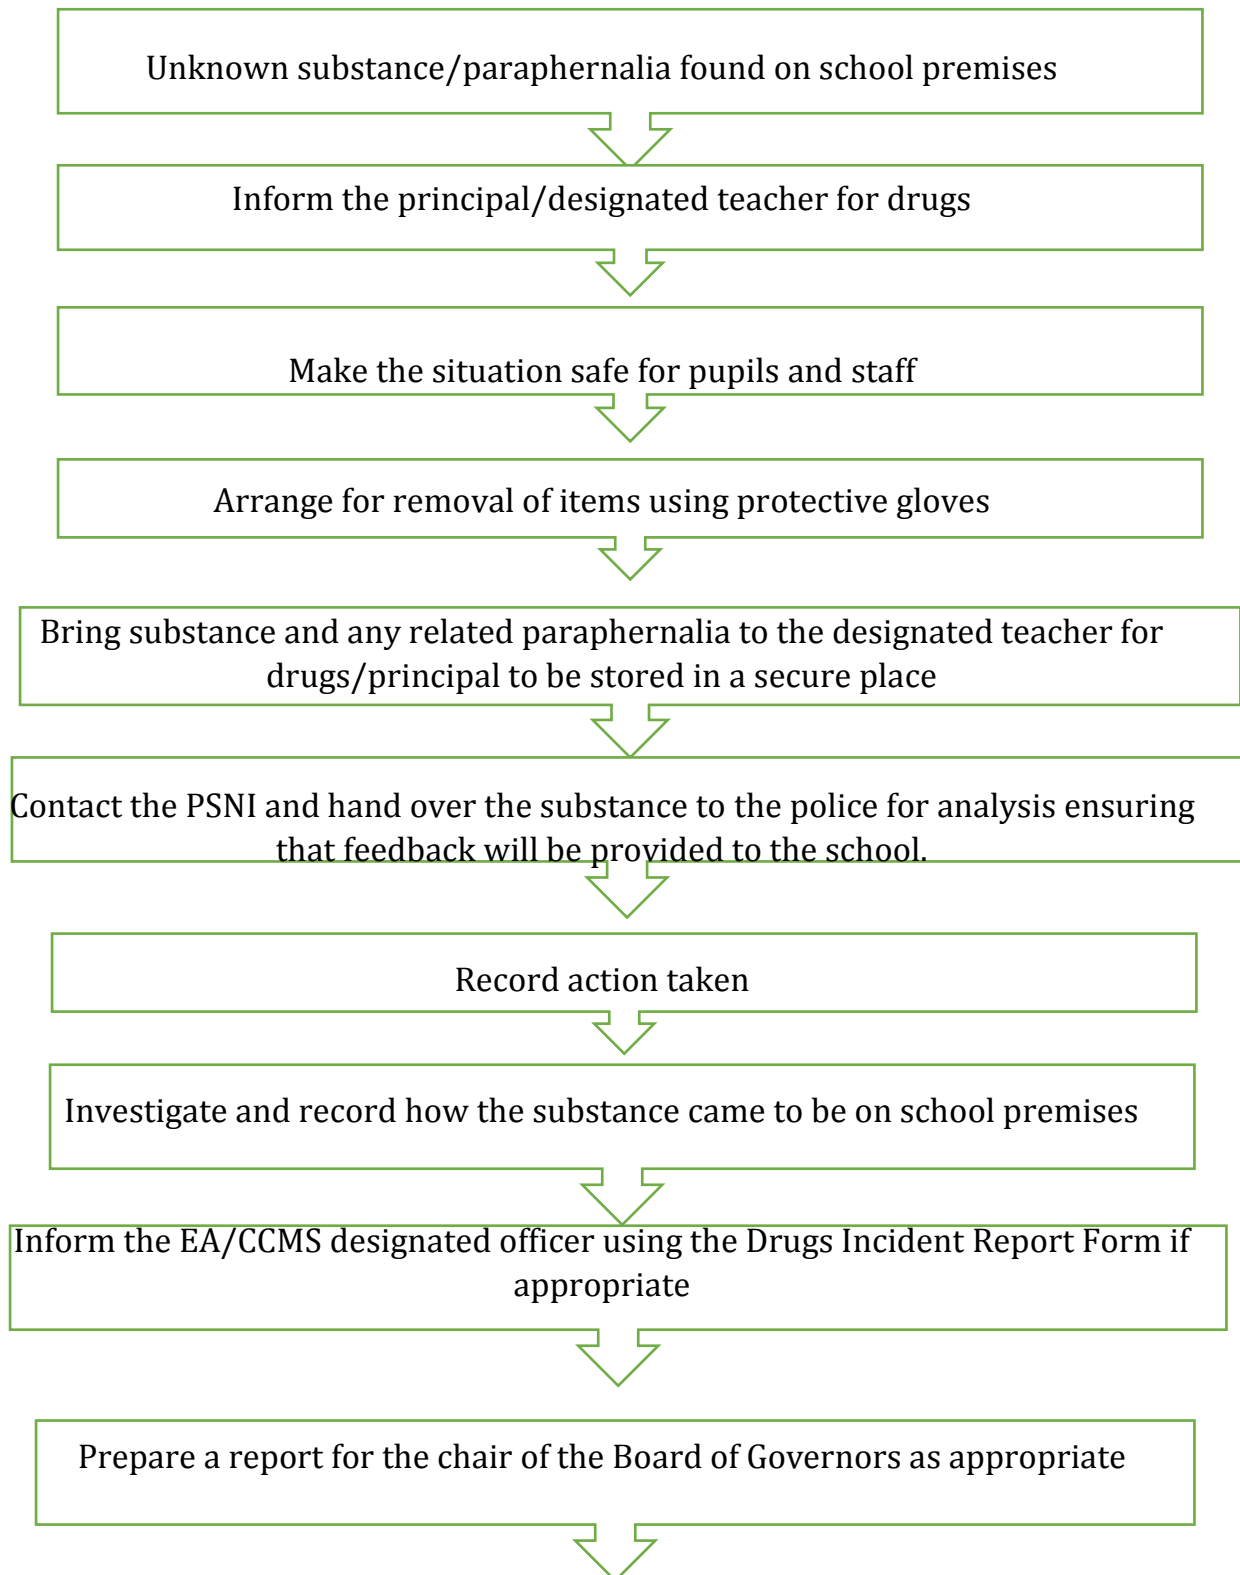 Unknown substance/paraphernalia found on school premises
Inform the principal/designated teacher for drugs
Make the situation safe for pupils and staff
Arrange for removal of items using protective gloves
Bring substance and any related paraphernalia to the designated teacher for
drugs/principal to be stored in a secure place
Contact the PSNI and hand over the substance to the police for analysis ensuring
that feedback will be provided to the school.
Record action taken
Investigate and record how the substance came to be on school premises
Inform the EA/CCMS designated officer using the Drugs Incident Report Form if
appropriate
Prepare a report for the chair of the Board of Governors as appropriate